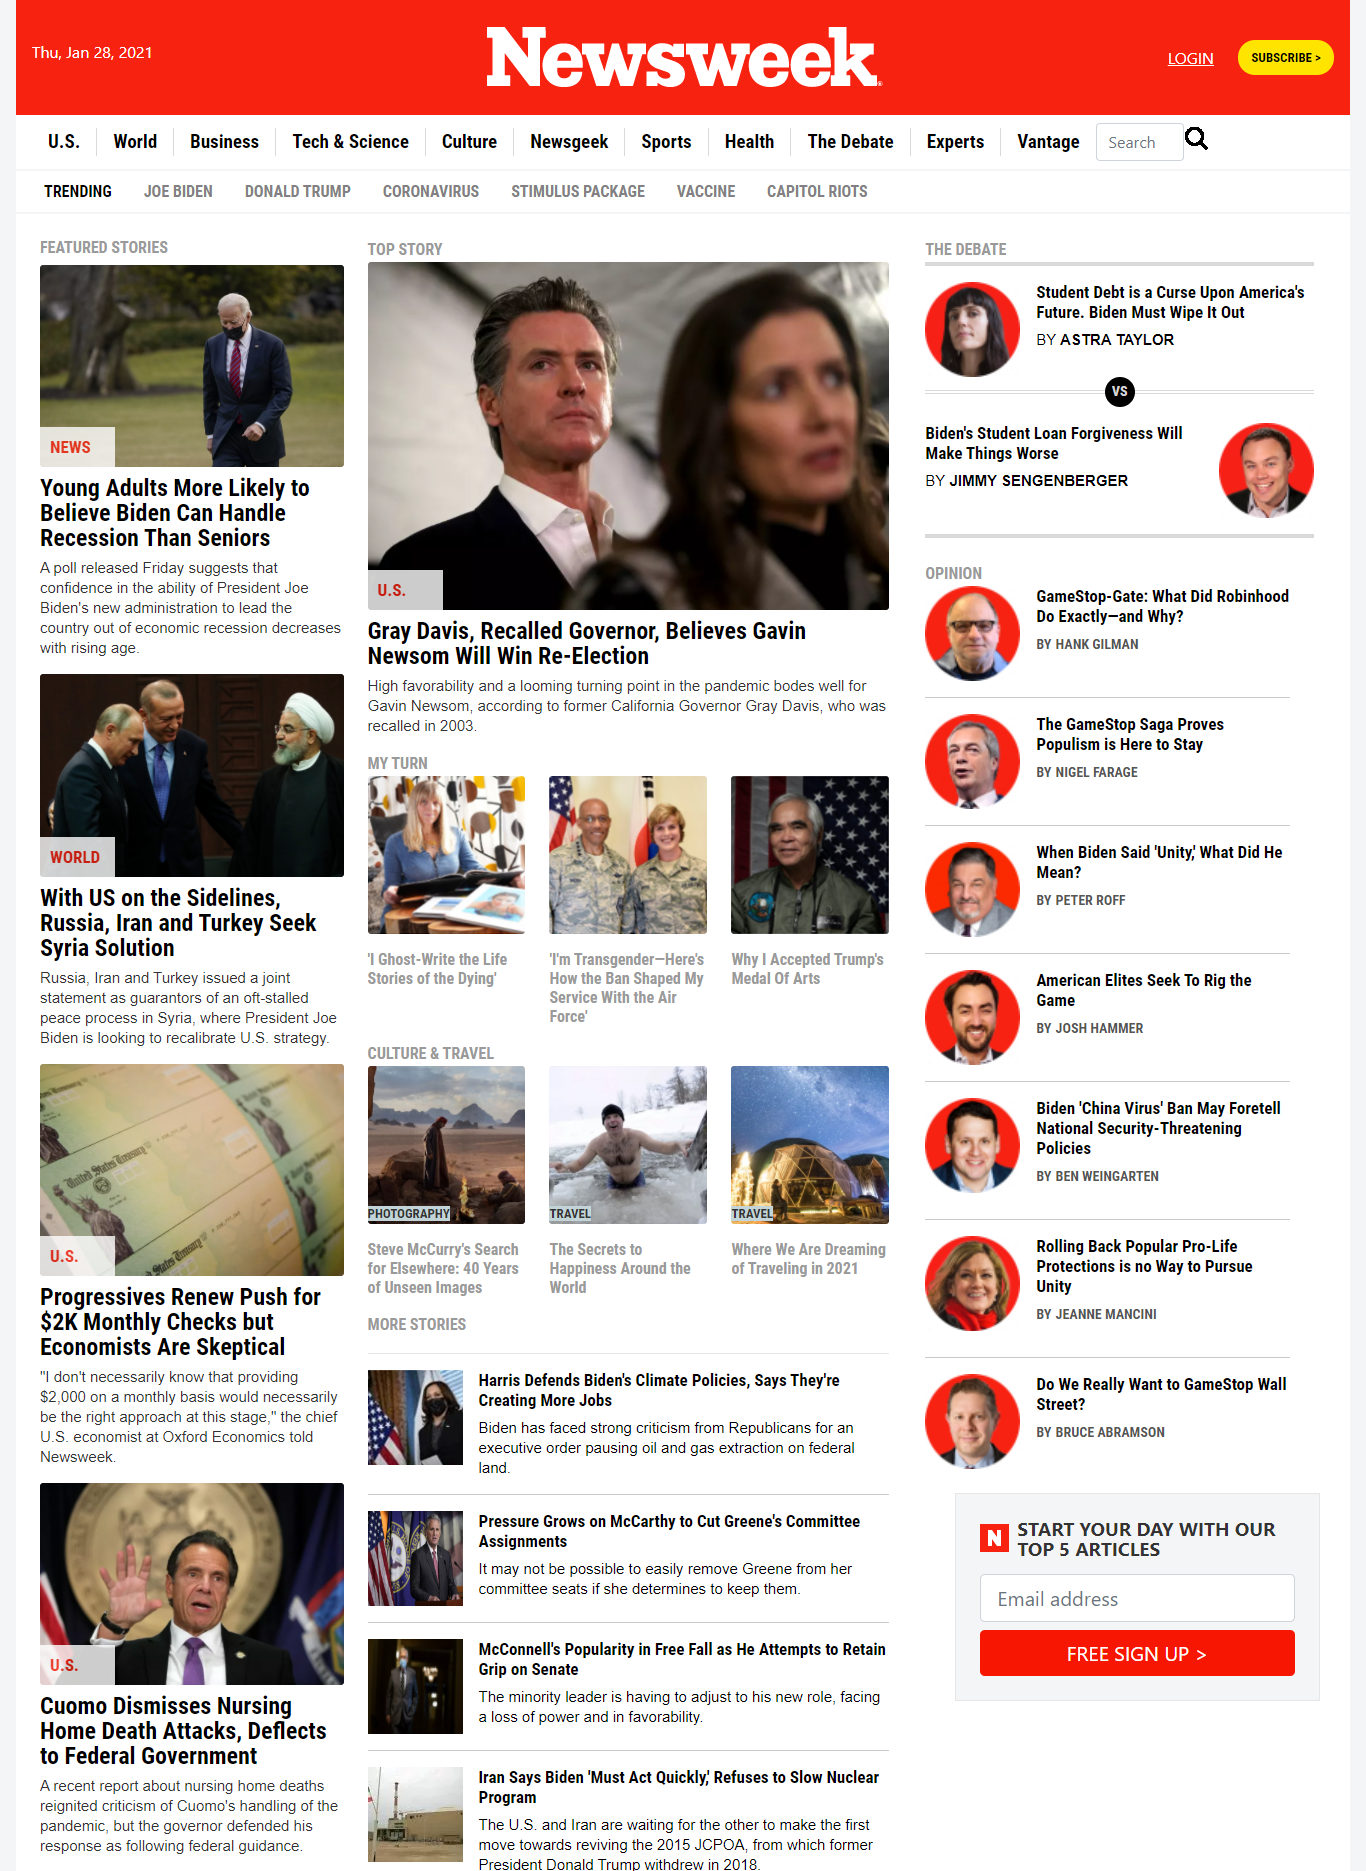 Thu, Jan 28, 2021
Newsweek
LOGIN
SUBSCRIBE >
U.S.
World
Business
Tech & Science
Culture
Newsgeek
Sports
Health
The Debate
Experts
Vantage
Search
TRENDING
JOE BIDEN
DONALD TRUMP
CORONAVIRUS
STIMULUS PACKAGE
VACCINE
CAPITOL RIOTS
FEATURED STORIES
NEWS
Young Adults More Likely to
Believe Biden Can Handle
Recession Than Seniors
A poll released Friday suggests that
confidence in the ability of President Joe
Biden's new administration to lead the
country out of economic recession decreases
with rising age.
WORLD
With US on the Sidelines,
Russia, Iran and Turkey Seek
Syria Solution
Russia, Iran and Turkey issued a joint
statement as guarantors of an oft-stalled
peace process in Syria, where President Joe
Biden is looking to recalibrate U.S. strategy.
United States Treasury
United States Treasury
U.S.
Progressives Renew Push for
$2K Monthly Checks but
Economists Are Skeptical
"I don't necessarily know that providing
$2,000 on a monthly basis would necessarily
be the right approach at this stage," the chief
U.S. economist at Oxford Economics told
Newsweek.
U.S.
Cuomo Dismisses Nursing
Home Death Attacks, Deflects
to Federal Government
A recent report about nursing home deaths
reignited criticism of Cuomo's handling of the
pandemic, but the governor defended his
response as following federal guidance.
TOP STORY
U.S.
Gray Davis, Recalled Governor, Believes Gavin
Newsom Will Win Re-Election
High favorability and a looming turning point in the pandemic bodes well for
Gavin Newsom, according to former California Governor Gray Davis, who was
recalled in 2003.
MY TURN
'I Ghost-Write the Life
Stories of the Dying'
'I'm Transgender—Here's
How the Ban Shaped My
Service With the Air
Force'
Why I Accepted Trump's
Medal Of Arts
CULTURE & TRAVEL
PHOTOGRAPHY
Steve McCurry's Search
for Elsewhere: 40 Years
of Unseen Images
TRAVEL
The Secrets to
Happiness Around the
World
TRAVEL
Where We Are Dreaming
of Traveling in 2021
MORE STORIES
Harris Defends Biden's Climate Policies, Says They're
Creating More Jobs
Biden has faced strong criticism from Republicans for an
executive order pausing oil and gas extraction on federal
land.
Pressure Grows on McCarthy to Cut Greene's Committee
Assignments
It may not be possible to easily remove Greene from her
committee seats if she determines to keep them.
McConnell's Popularity in Free Fall as He Attempts to Retain
Grip on Senate
The minority leader is having to adjust to his new role, facing
a loss of power and in favorability.
Iran Says Biden 'Must Act Quickly,' Refuses to Slow Nuclear
Program
The U.S. and Iran are waiting for the other to make the first
move towards reviving the 2015 JCPOA, from which former
President Donald Trump withdrew in 2018.
THE DEBATE
Student Debt is a Curse Upon America's
Future. Biden Must Wipe It Out
BY ASTRA TAYLOR
VS
Biden's Student Loan Forgiveness Will
Make Things Worse
BY JIMMY SENGENBERGER
OPINION
GameStop-Gate: What Did Robinhood
Do Exactly—and Why?
BY HANK GILMAN
The GameStop Saga Proves
Populism is Here to Stay
BY NIGEL FARAGE
When Biden Said 'Unity,' What Did He
Mean?
BY PETER ROFF
American Elites Seek To Rig the
Game
BY JOSH HAMMER
Biden 'China Virus' Ban May Foretell
National Security-Threatening
Policies
BY BEN WEINGARTEN
Rolling Back Popular Pro-Life
Protections is no Way to Pursue
Unity
BY JEANNE MANCINI
Do We Really Want to GameStop Wall
Street?
BY BRUCE ABRAMSON
N
START YOUR DAY WITH OUR
TOP 5 ARTICLES
Email address
FREE SIGN UP >